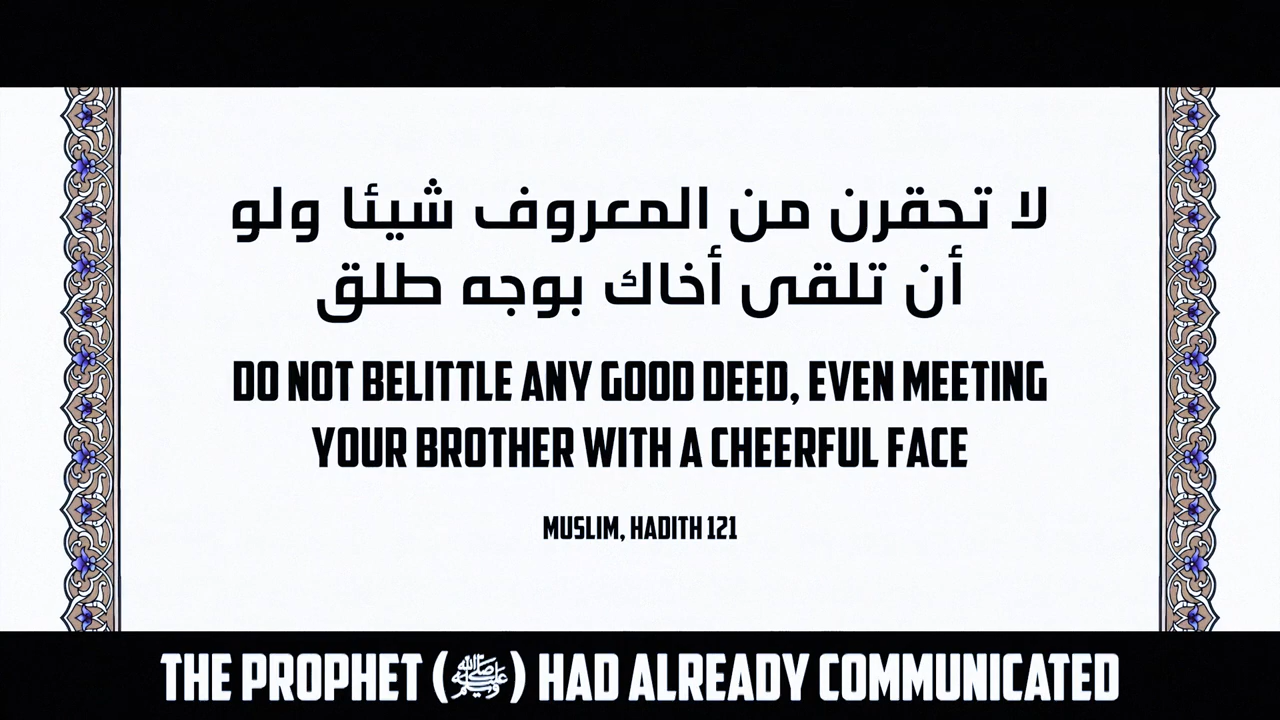 لا تحقرن من المعروف شيئا ولو
أن تلقى أخاك بوجه طلق
DO NOT BELITTLE ANY GOOD DEED, EVEN MEETING
YOUR BROTHER WITH A CHEERFUL FACE
MUSLIM, HADITH 121
THE PROPHET (ﷺ) HAD ALREADY COMMUNICATED